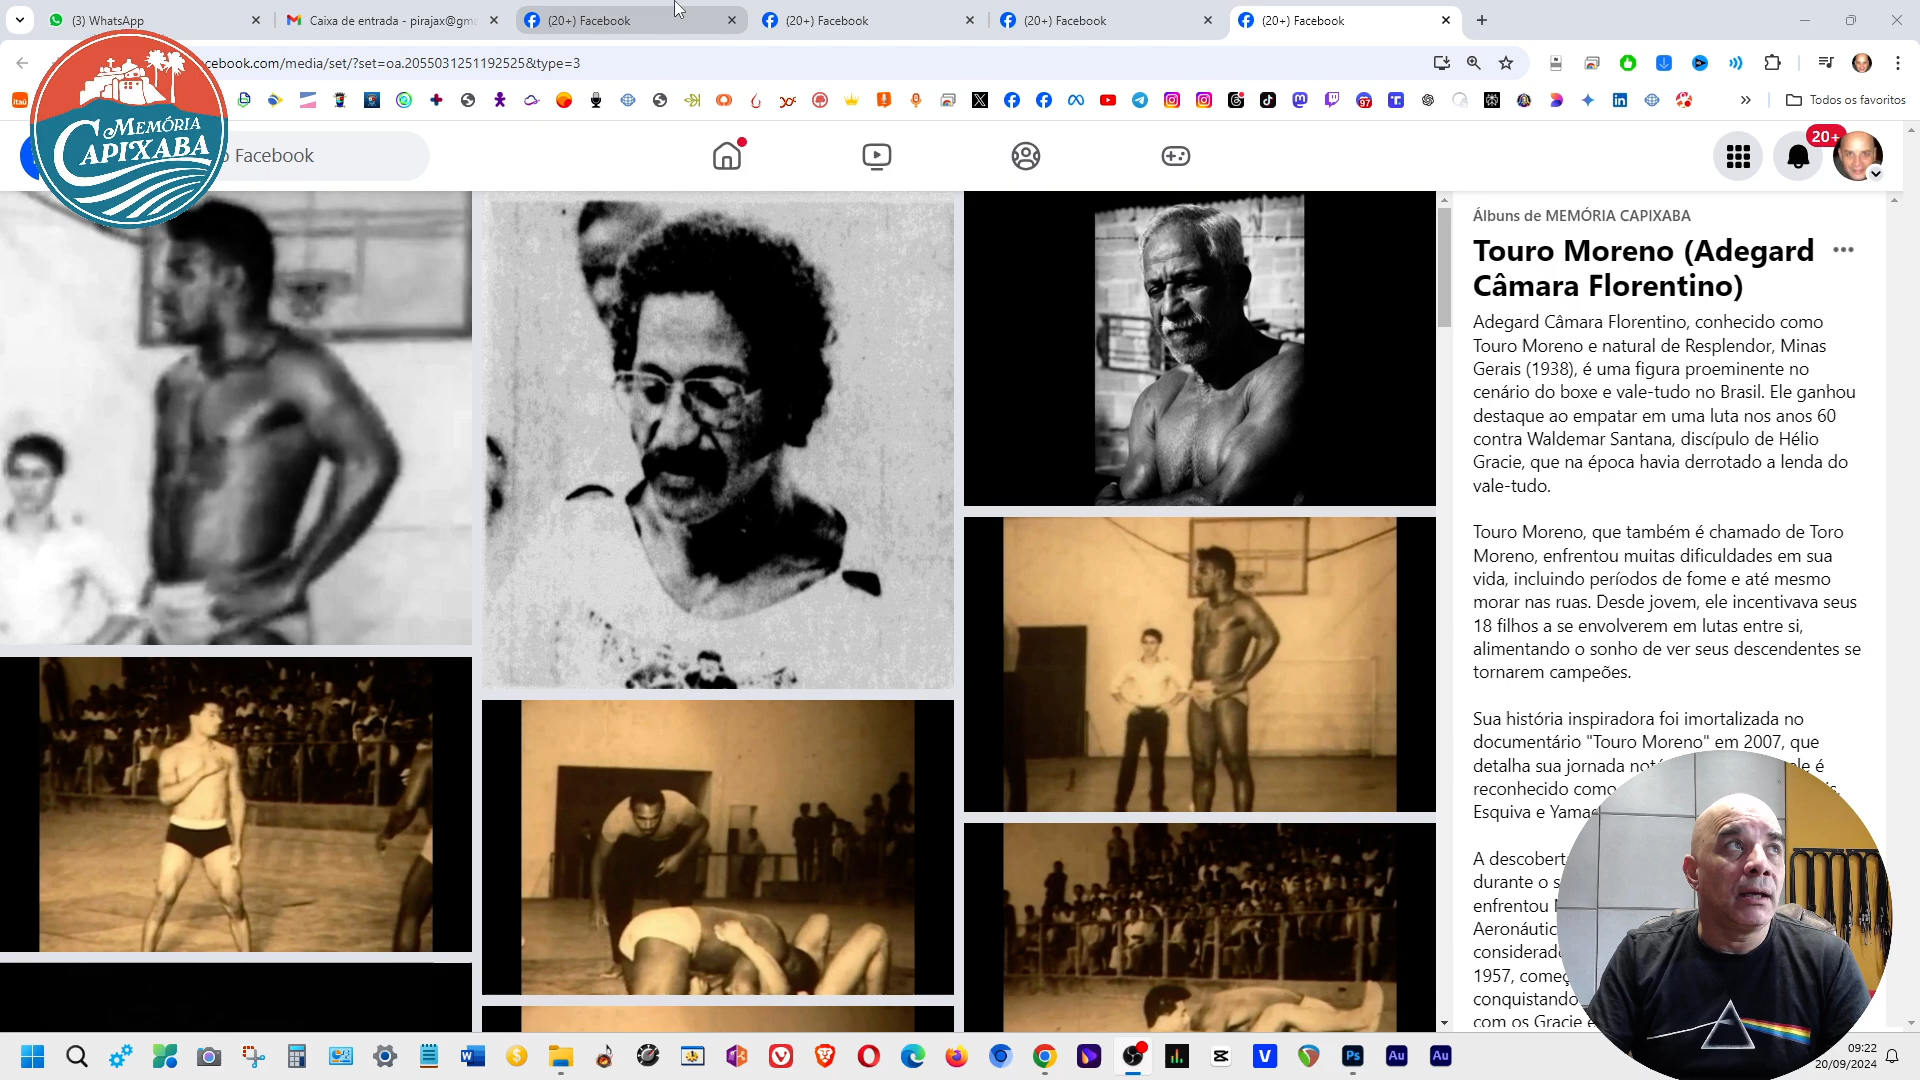 (3) WhatsApp
Caixa de entrada - pirajax@gm
(20+) Facebook
(20+) Facebook
(20+) Facebook
(20+) Facebook
cebook.com/media/set/?set=oa.2055031251192525&type=3
Todos os favoritos
MEMÓRIA
CAPIXABA
Facebook
20+
Álbuns de MEMÓRIA CAPIXABA
Touro Moreno (Adegard
Câmara Florentino)
Adegard Câmara Florentino, conhecido como
Touro Moreno e natural de Resplendor, Minas
Gerais (1938), é uma figura proeminente no
cenário do boxe e vale-tudo no Brasil. Ele ganhou
destaque ao empatar em uma luta nos anos 60
contra Waldemar Santana, discípulo de Hélio
Gracie, que na época havia derrotado a lenda do
vale-tudo.
Touro Moreno, que também é chamado de Toro
Moreno, enfrentou muitas dificuldades em sua
vida, incluindo períodos de fome e até mesmo
morar nas ruas. Desde jovem, ele incentivava seus
18 filhos a se envolverem em lutas entre si,
alimentando o sonho de ver seus descendentes se
tornarem campeões.
Sua história inspiradora foi imortalizada no
documentário "Touro Moreno" em 2007, que
detalha sua jornada ele é
reconhecido como
Esquiva e
A
durante o
enfrentou
1957,
conquistando
com os Gracie
09:22
20/09/2024